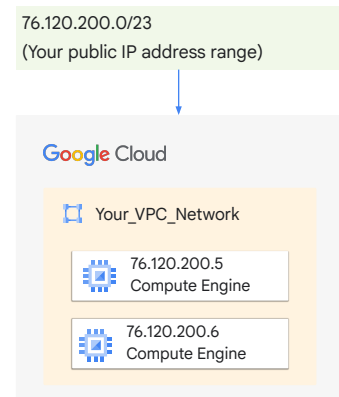 76.120.200.0/23
(Your public IP address range)
Google Cloud
Your_VPC_Network
76.120.200.5
Compute Engine
76.120.200.6
Compute Engine